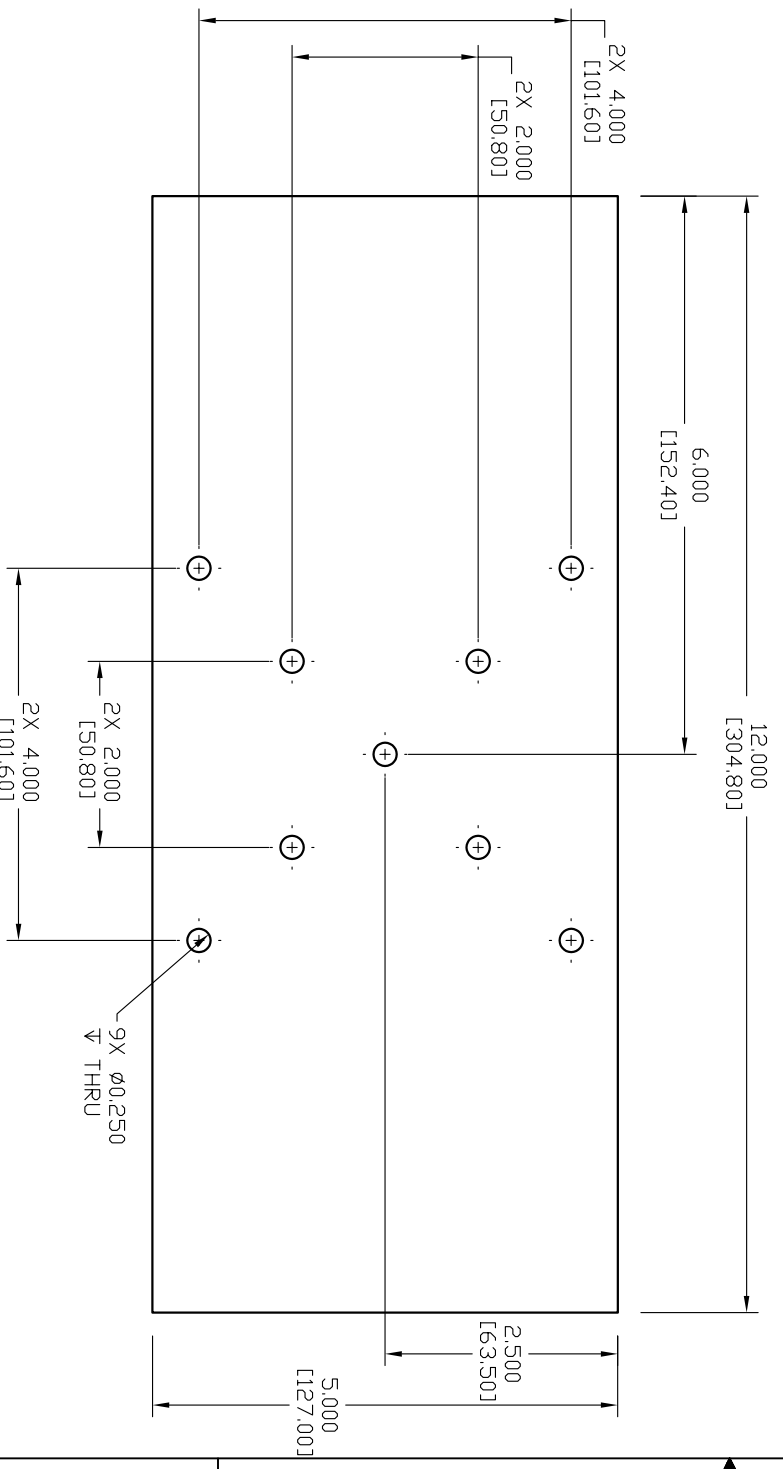 12.000
[304.80]
6.000
[152.40]
2X 4.000
[101.60]
2X 2.000
[50.80]
2.500
[63.50]
5.000
[127.00]
2X 2.000
[50.80]
9X Ø0.250
↧ THRU
2X 4.000
[101.60]